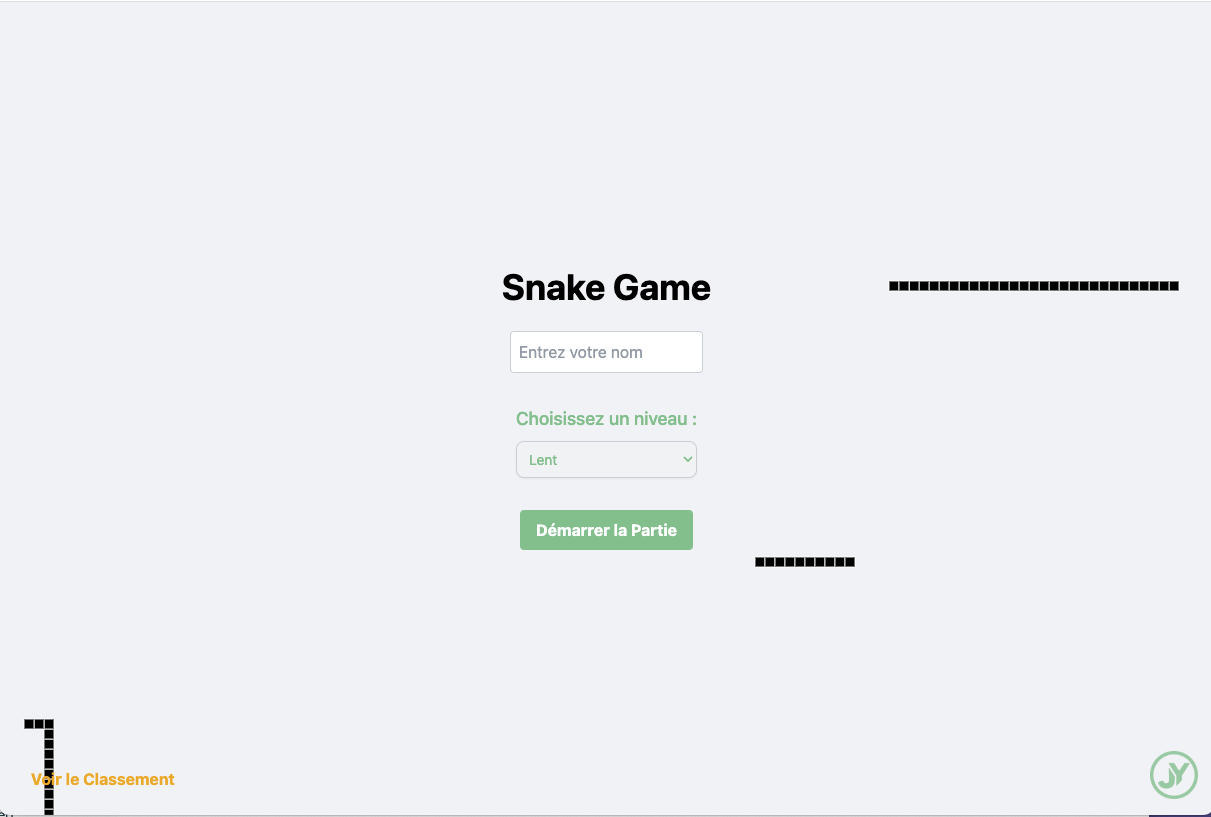 Snake Game
Entrez votre nom
Choisissez un niveau :
Lent
Démarrer la Partie
Voir le Classement
JY